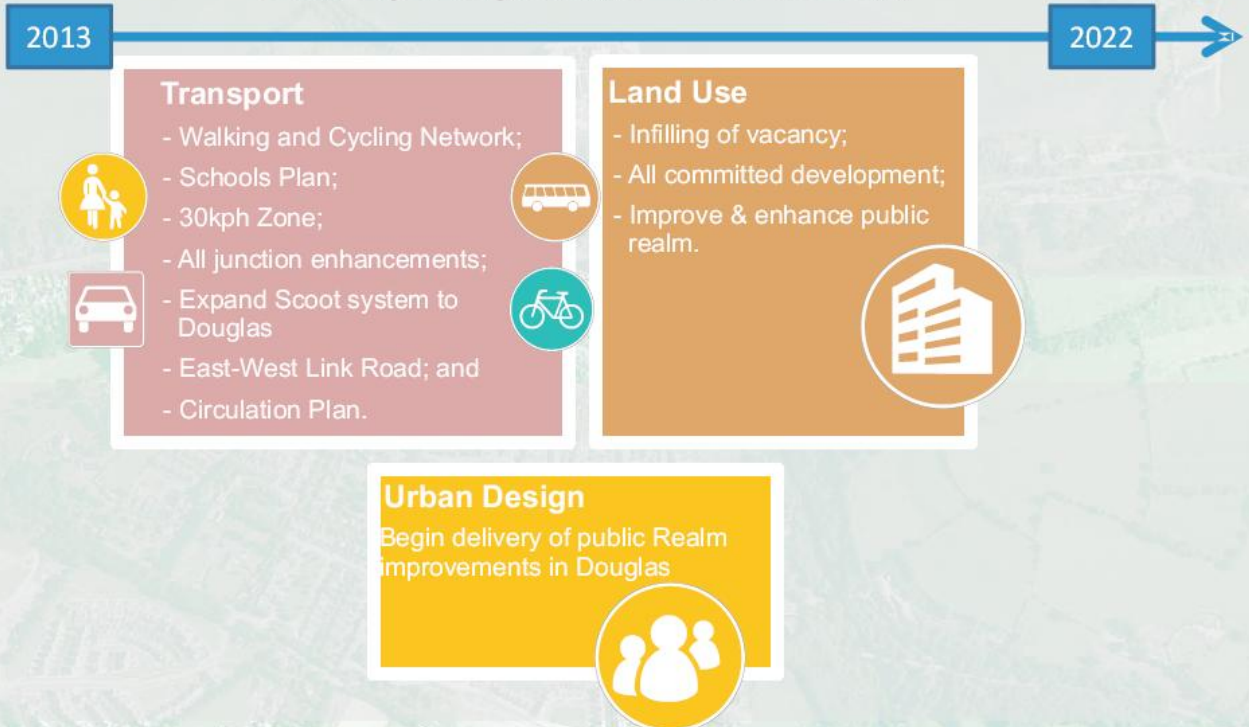 2013
2022
Transport
- Walking and Cycling Network;
- Schools Plan;
- 30kph Zone;
- All junction enhancements;
- Expand Scoot system to
Douglas
- East-West Link Road; and
- Circulation Plan.
Land Use
- Infilling of vacancy;
- All committed development;
- Improve & enhance public
realm.
Urban Design
Begin delivery of public Realm
improvements in Douglas